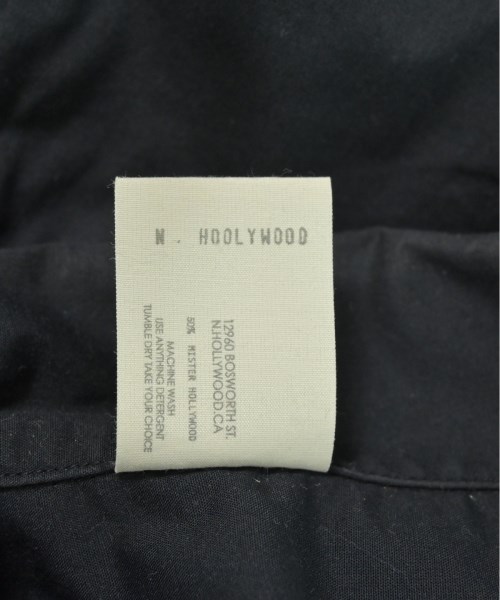 N. HOOLYWOOD
12960 BOSWORTH ST.
N.HOLLYWOOD.CA
50% MISTER HOLLYWOOD
MACHINE WASH
USE ANYTHING DETERGENT
TUMBLE DRY TAKE YOUR CHOICE